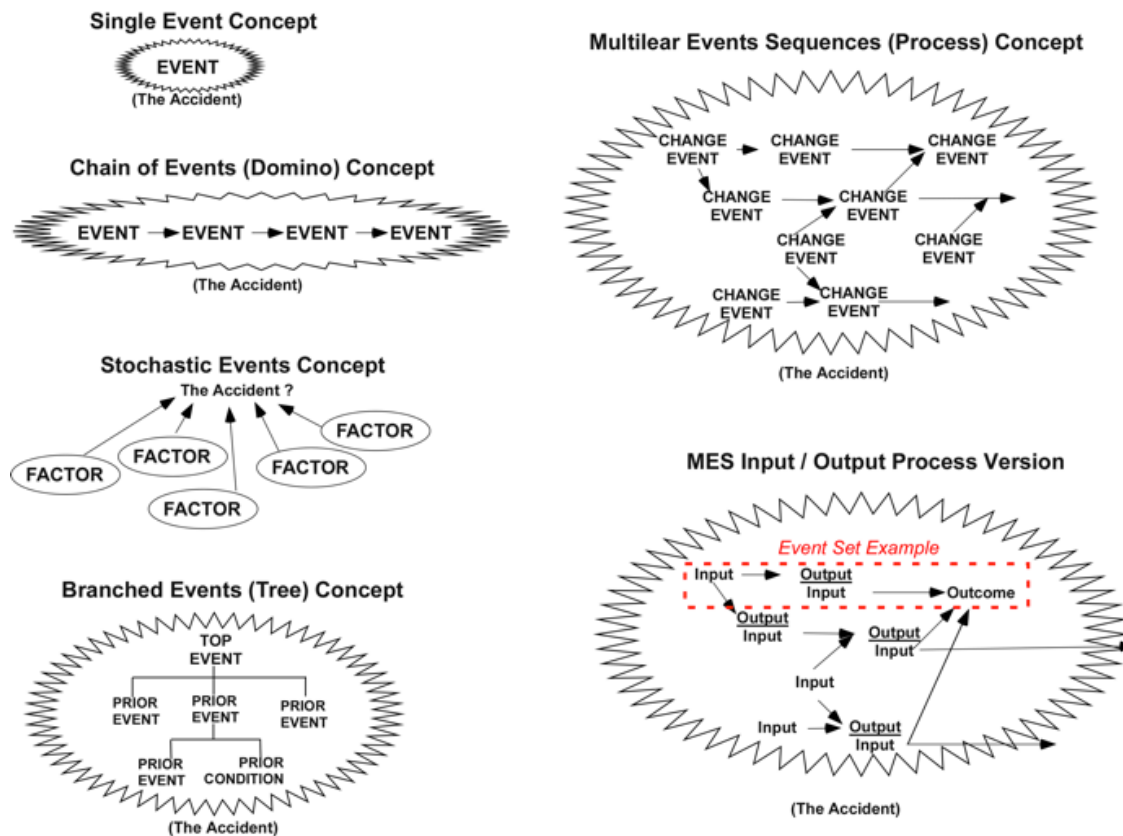 Single Event Concept
EVENT
(The Accident)
Chain of Events (Domino) Concept
EVENT EVENT EVENT EVENT
(The Accident)
Stochastic Events Concept
The Accident ?
FACTOR
FACTOR
FACTOR
FACTOR
FACTOR
Branched Events (Tree) Concept
TOP
EVENT
PRIOR
EVENT
PRIOR
EVENT
PRIOR
EVENT
PRIOR
EVENT
PRIOR
CONDITION
(The Accident)
Multilear Events Sequences (Process) Concept
CHANGE
EVENT
CHANGE
EVENT
CHANGE
EVENT
CHANGE
EVENT
CHANGE
EVENT
CHANGE
EVENT
CHANGE
EVENT
CHANGE
EVENT
CHANGE
EVENT
(The Accident)
MES Input / Output Process Version
Event Set Example
Input
Output
Input
Outcome
Output
Input
Output
Input
Input
Input
Output
Input
(The Accident)